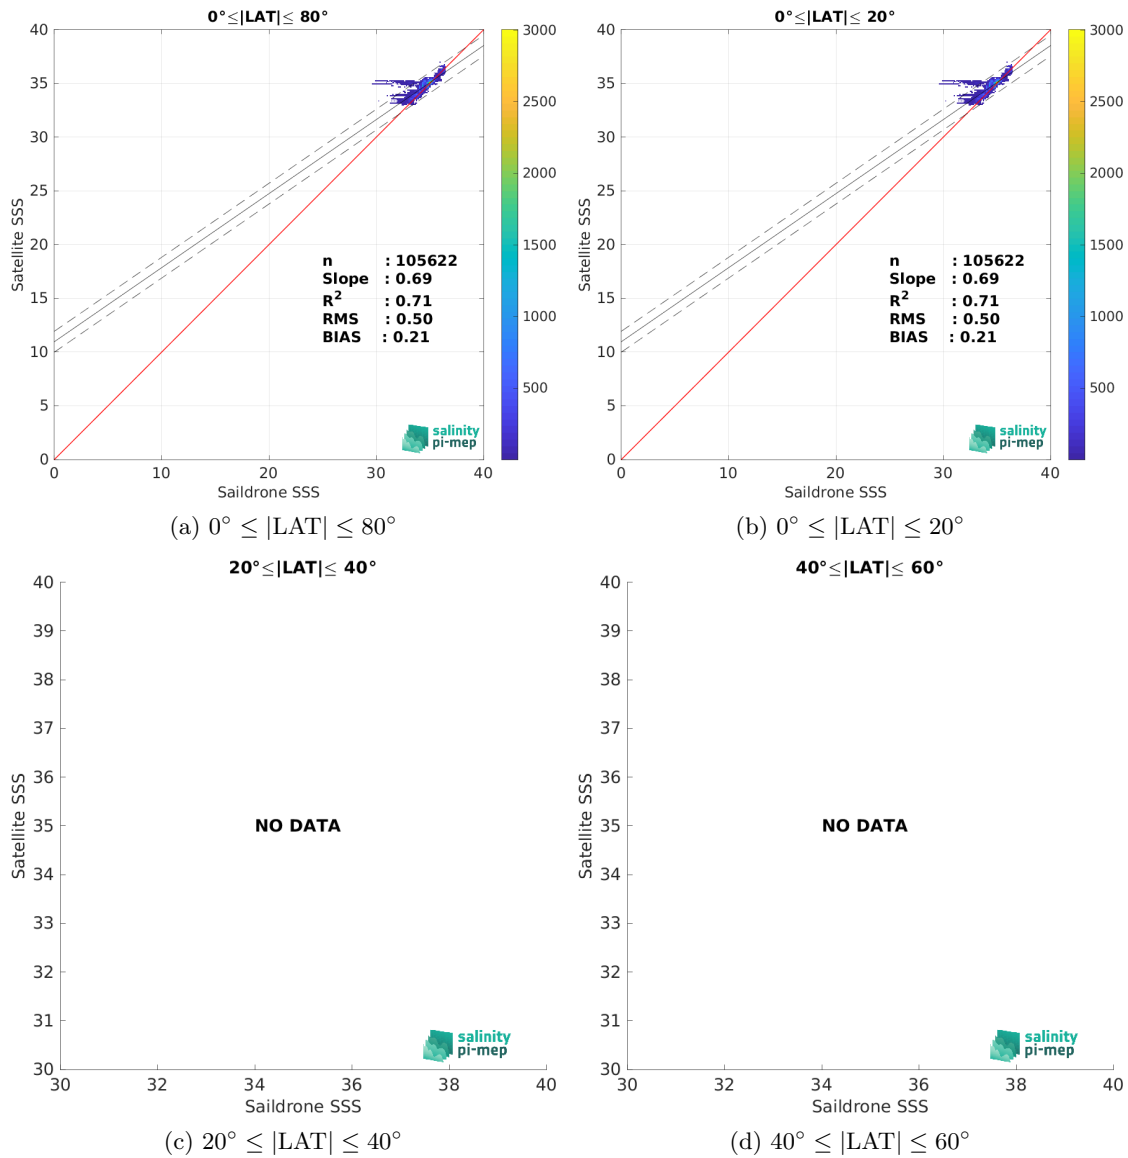 0°≤|LAT|≤ 80°
40
35
30
25
20
15
10
5
0
Satellite SSS
0
10
20
30
40
Saildrone SSS
3000
2500
2000
1500
1000
500
n : 105622
Slope : 0.69
R² : 0.71
RMS : 0.50
BIAS : 0.21
salinity
pi-mep
(a) 0° ≤ |LAT| ≤ 80°
0°≤|LAT|≤ 20°
40
35
30
25
20
15
10
5
0
Satellite SSS
0
10
20
30
40
Saildrone SSS
3000
2500
2000
1500
1000
500
n : 105622
Slope : 0.69
R² : 0.71
RMS : 0.50
BIAS : 0.21
salinity
pi-mep
(b) 0° ≤ |LAT| ≤ 20°
20°≤|LAT|≤ 40°
40
39
38
37
36
35
34
33
32
31
30
Satellite SSS
NO DATA
salinity
pi-mep
30
32
34
36
38
40
Saildrone SSS
(c) 20° ≤ |LAT| ≤ 40°
40°≤|LAT|≤ 60°
40
39
38
37
36
35
34
33
32
31
30
Satellite SSS
NO DATA
salinity
pi-mep
30
32
34
36
38
40
Saildrone SSS
(d) 40° ≤ |LAT| ≤ 60°